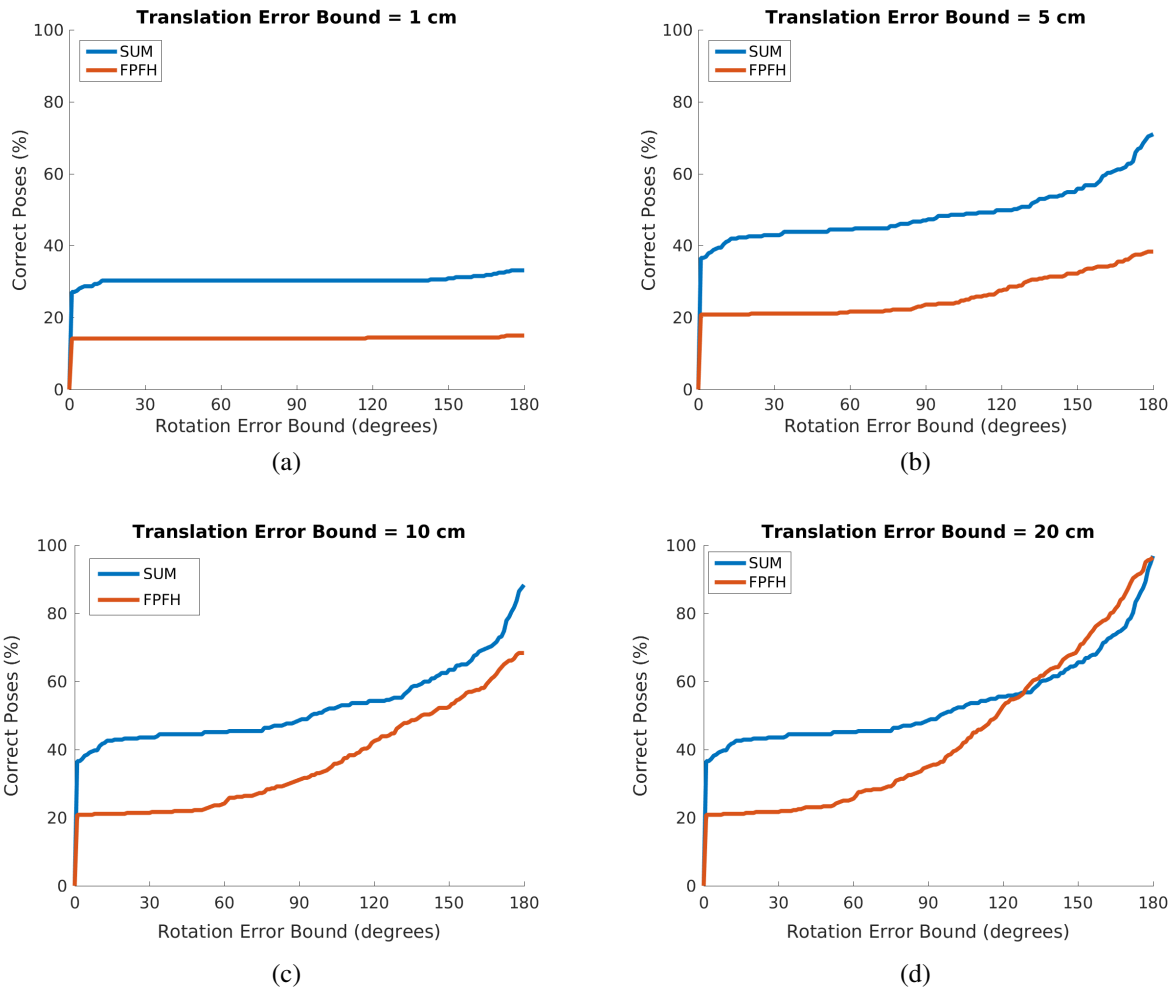 Translation Error Bound = 1 cm
100
80
60
40
20
0
Correct Poses (%)
SUM
FPFH
0 30 60 90 120 150 180
Rotation Error Bound (degrees)
(a)
Translation Error Bound = 5 cm
100
80
60
40
20
0
Correct Poses (%)
SUM
FPFH
0 30 60 90 120 150 180
Rotation Error Bound (degrees)
(b)
Translation Error Bound = 10 cm
100
80
60
40
20
0
Correct Poses (%)
SUM
FPFH
0 30 60 90 120 150 180
Rotation Error Bound (degrees)
(c)
Translation Error Bound = 20 cm
100
80
60
40
20
0
Correct Poses (%)
SUM
FPFH
0 30 60 90 120 150 180
Rotation Error Bound (degrees)
(d)